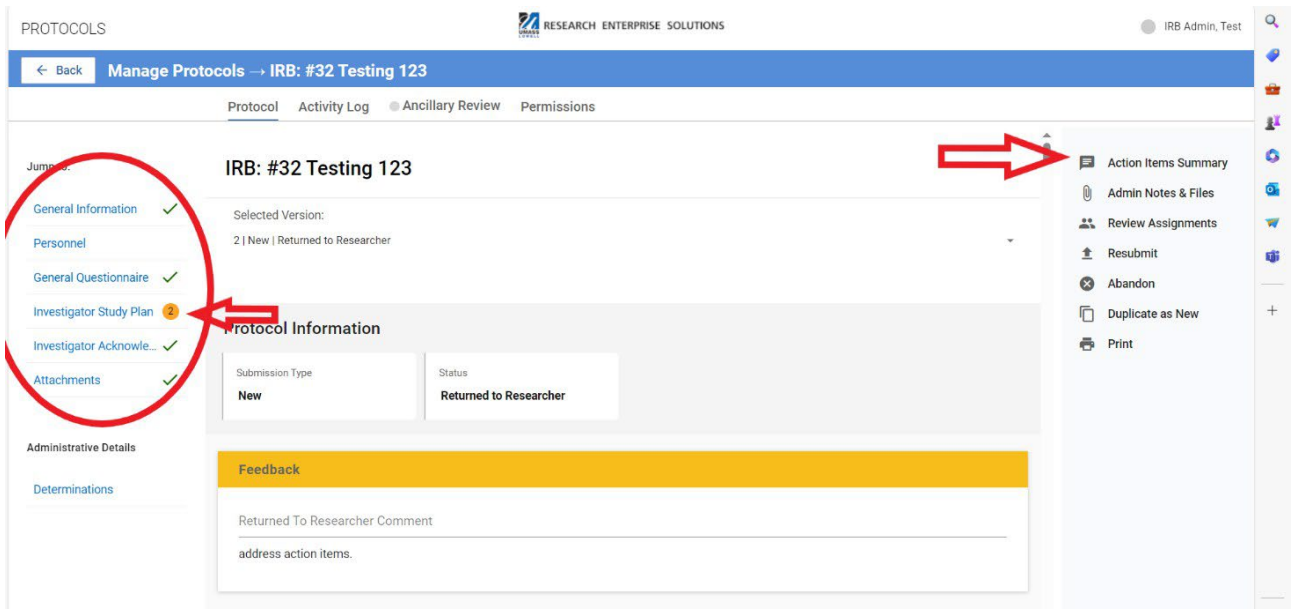 PROTOCOLS
UMASS LOWELL RESEARCH ENTERPRISE SOLUTIONS
IRB Admin, Test
← Back Manage Protocols → IRB: #32 Testing 123
Protocol Activity Log Ancillary Review Permissions
General Information
Personnel
General Questionnaire
Investigator Study Plan 2
Investigator Acknowle...
Attachments
Administrative Details
Determinations
IRB: #32 Testing 123
Selected Version:
2 | New | Returned to Researcher
Protocol Information
Submission Type
New
Status
Returned to Researcher
Feedback
Returned To Researcher Comment
address action items.
Action Items Summary
Admin Notes & Files
Review Assignments
Resubmit
Abandon
Duplicate as New
Print